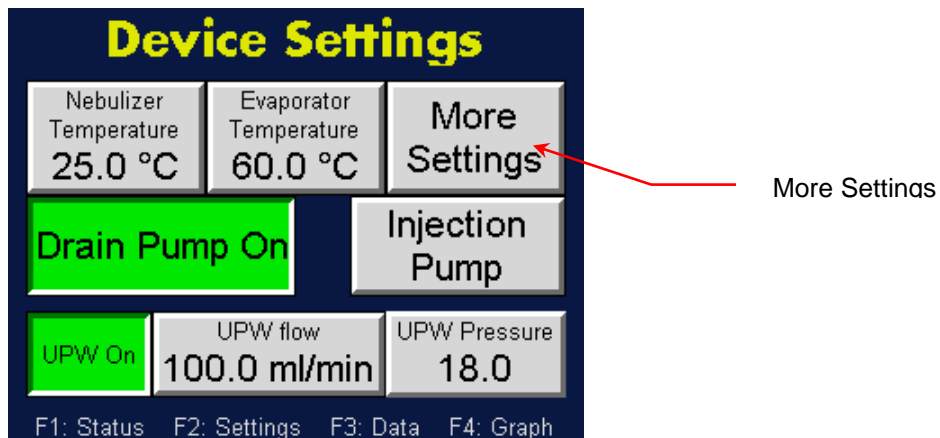 Device Settings
Nebulizer
Temperature
25.0 °C
Evaporator
Temperature
60.0 °C
More
Settings
More Settings
Drain Pump On
Injection
Pump
UPW On
UPW flow
100.0 ml/min
UPW Pressure
18.0
F1: Status F2: Settings F3: Data F4: Graph